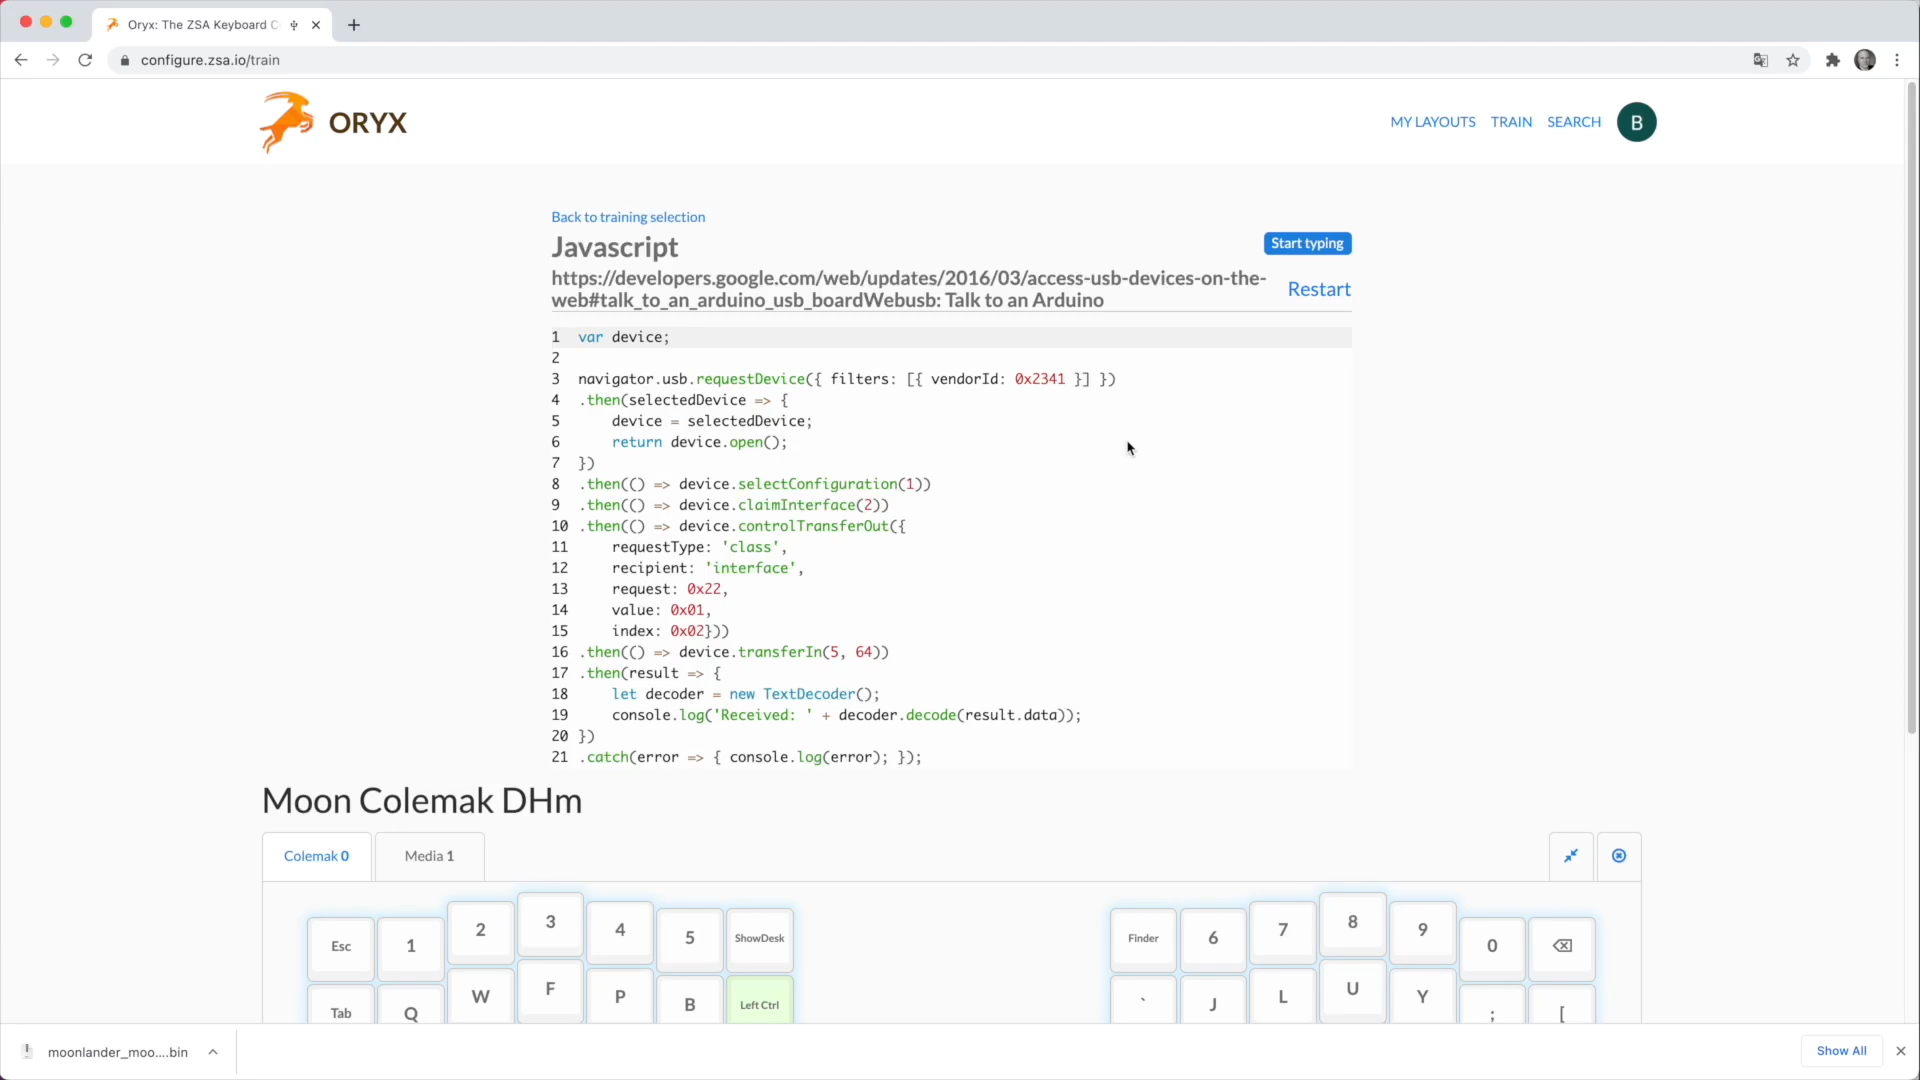 Oryx: The ZSA Keyboard C
configure.zsa.io/train
ORYX
MY LAYOUTS TRAIN SEARCH B
Back to training selection
Javascript
Start typing
https://developers.google.com/web/updates/2016/03/access-usb-devices-on-the-
web#talk_to_an_arduino_usb_boardWebusb: Talk to an Arduino
Restart
1 var device;
2
3 navigator.usb.requestDevice({ filters: [{ vendorId: 0x2341 }] })
4 .then(selectedDevice => {
5 device = selectedDevice;
6 return device.open();
7 })
8 .then(() => device.selectConfiguration(1))
9 .then(() => device.claimInterface(2))
10 .then(() => device.controlTransferOut({
11 requestType: 'class',
12 recipient: 'interface',
13 request: 0x22,
14 value: 0x01,
15 index: 0x02}))
16 .then(() => device.transferIn(5, 64))
17 .then(result => {
18 let decoder = new TextDecoder();
19 console.log('Received: ' + decoder.decode(result.data));
20 })
21 .catch(error => { console.log(error); });
Moon Colemak DHm
Colemak 0 Media 1
Esc 1 2 3 4 5 ShowDesk Finder 6 7 8 9 0
Tab Q W F P B Left Ctrl ` J L U Y ; [
moonlander_moo....bin
Show All